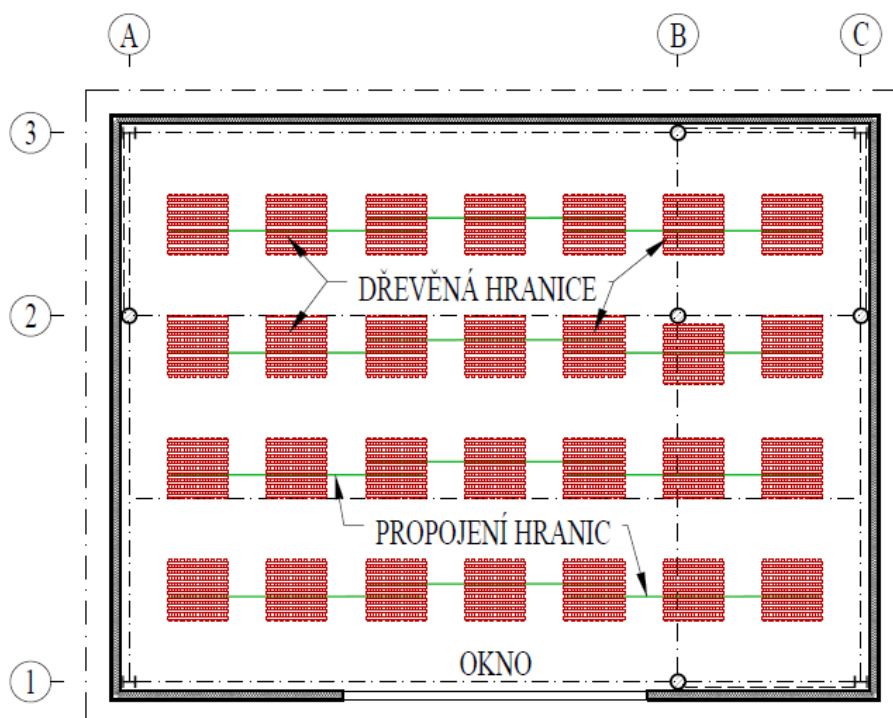 A B C
3
DŘEVĚNÁ HRANICE
2
PROPOJENÍ HRANIC
OKNO
1